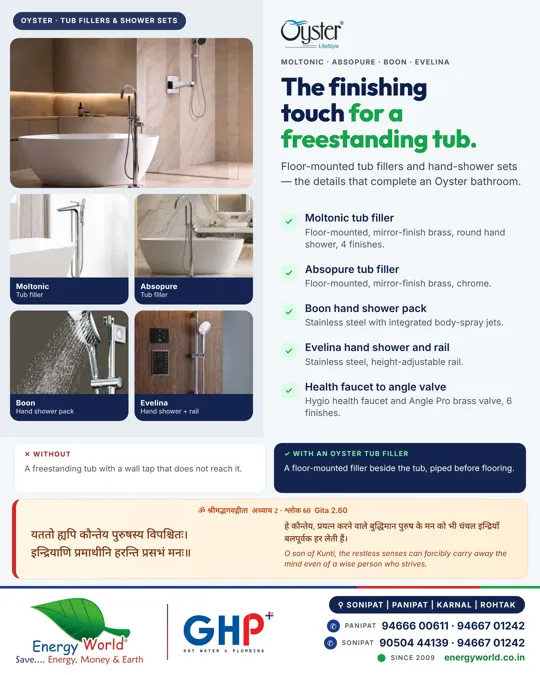 OYSTER · TUB FILLERS & SHOWER SETS
Moltonic
Tub filler
Absopure
Tub filler
Boon
Hand shower pack
Evelina
Hand shower + rail
Oyster®
LifeStyle
MOLTONIC · ABSOPURE · BOON · EVELINA
The finishing
touch for a
freestanding tub.
Floor-mounted tub fillers and hand-shower sets
— the details that complete an Oyster bathroom.
✓ Moltonic tub filler
Floor-mounted, mirror-finish brass, round hand
shower, 4 finishes.
✓ Absopure tub filler
Floor-mounted, mirror-finish brass, chrome.
✓ Boon hand shower pack
Stainless steel with integrated body-spray jets.
✓ Evelina hand shower and rail
Stainless steel, height-adjustable rail.
✓ Health faucet to angle valve
Hygio health faucet and Angle Pro brass valve, 6
finishes.
✕ WITHOUT
A freestanding tub with a wall tap that does not reach it.
✓ WITH AN OYSTER TUB FILLER
A floor-mounted filler beside the tub, piped before flooring.
ॐ श्रीमद्भगवद्गीता अध्याय 2 · श्लोक 60 Gita 2.60
यततो ह्यपि कौन्तेय पुरुषस्य विपश्चितः।
इन्द्रियाणि प्रमाथीनि हरन्ति प्रसभं मनः॥
हे कौन्तेय, प्रयत्न करने वाले बुद्धिमान पुरुष के मन को भी चंचल इन्द्रियाँ
बलपूर्वक हर लेती हैं।
O son of Kunti, the restless senses can forcibly carry away the
mind even of a wise person who strives.
Energy World®
Save.... Energy, Money & Earth
GHP+
HOT WATER & PLUMBING
SONIPAT | PANIPAT | KARNAL | ROHTAK
PANIPAT 94666 00611 · 94667 01242
SONIPAT 90504 44139 · 94667 01242
SINCE 2009 energyworld.co.in